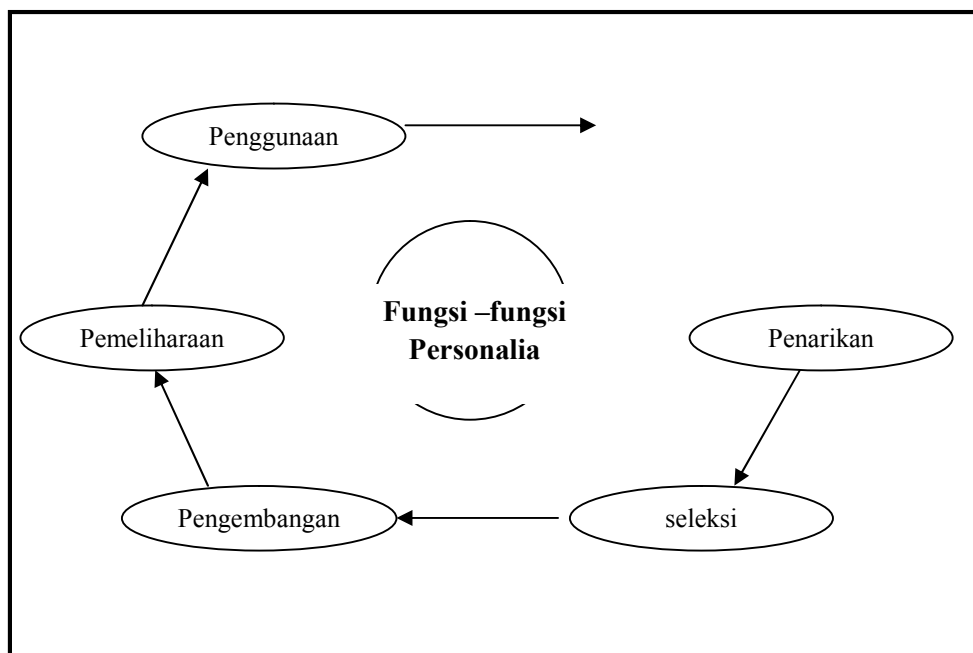 Penggunaan
Fungsi –fungsi
Personalia
Pemeliharaan
Penarikan
Pengembangan
seleksi